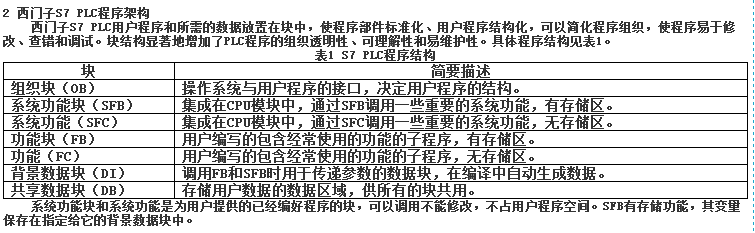 2 西门子S7 PLC程序架构
西门子S7 PLC用户程序和所需的数据放置在块中，使程序部件标准化、用户程序结构化，可以简化程序组织，使程序易于修
改、查错和调试。块结构显著地增加了PLC程序的组织透明性、可理解性和易维护性。具体程序结构见表1。
表1 S7 PLC程序结构
块 简要描述
组织块（OB） 操作系统与用户程序的接口，决定用户程序的结构。
系统功能块（SFB） 集成在CPU模块中，通过SFB调用一些重要的系统功能，有存储区。
系统功能（SFC） 集成在CPU模块中，通过SFC调用一些重要的系统功能，无存储区。
功能块（FB） 用户编写的包含经常使用的功能的子程序，有存储区。
功能（FC） 用户编写的包含经常使用的功能的子程序，无存储区。
背景数据块（DI） 调用FB和SFB时用于传递参数的数据块，在编译中自动生成数据。
共享数据块（DB） 存储用户数据的数据区域，供所有的块共用。
系统功能块和系统功能是为用户提供的已经编好程序的块，可以调用不能修改，不占用户程序空间。SFB有存储功能，其变量
保存在指定给它的背景数据块中。